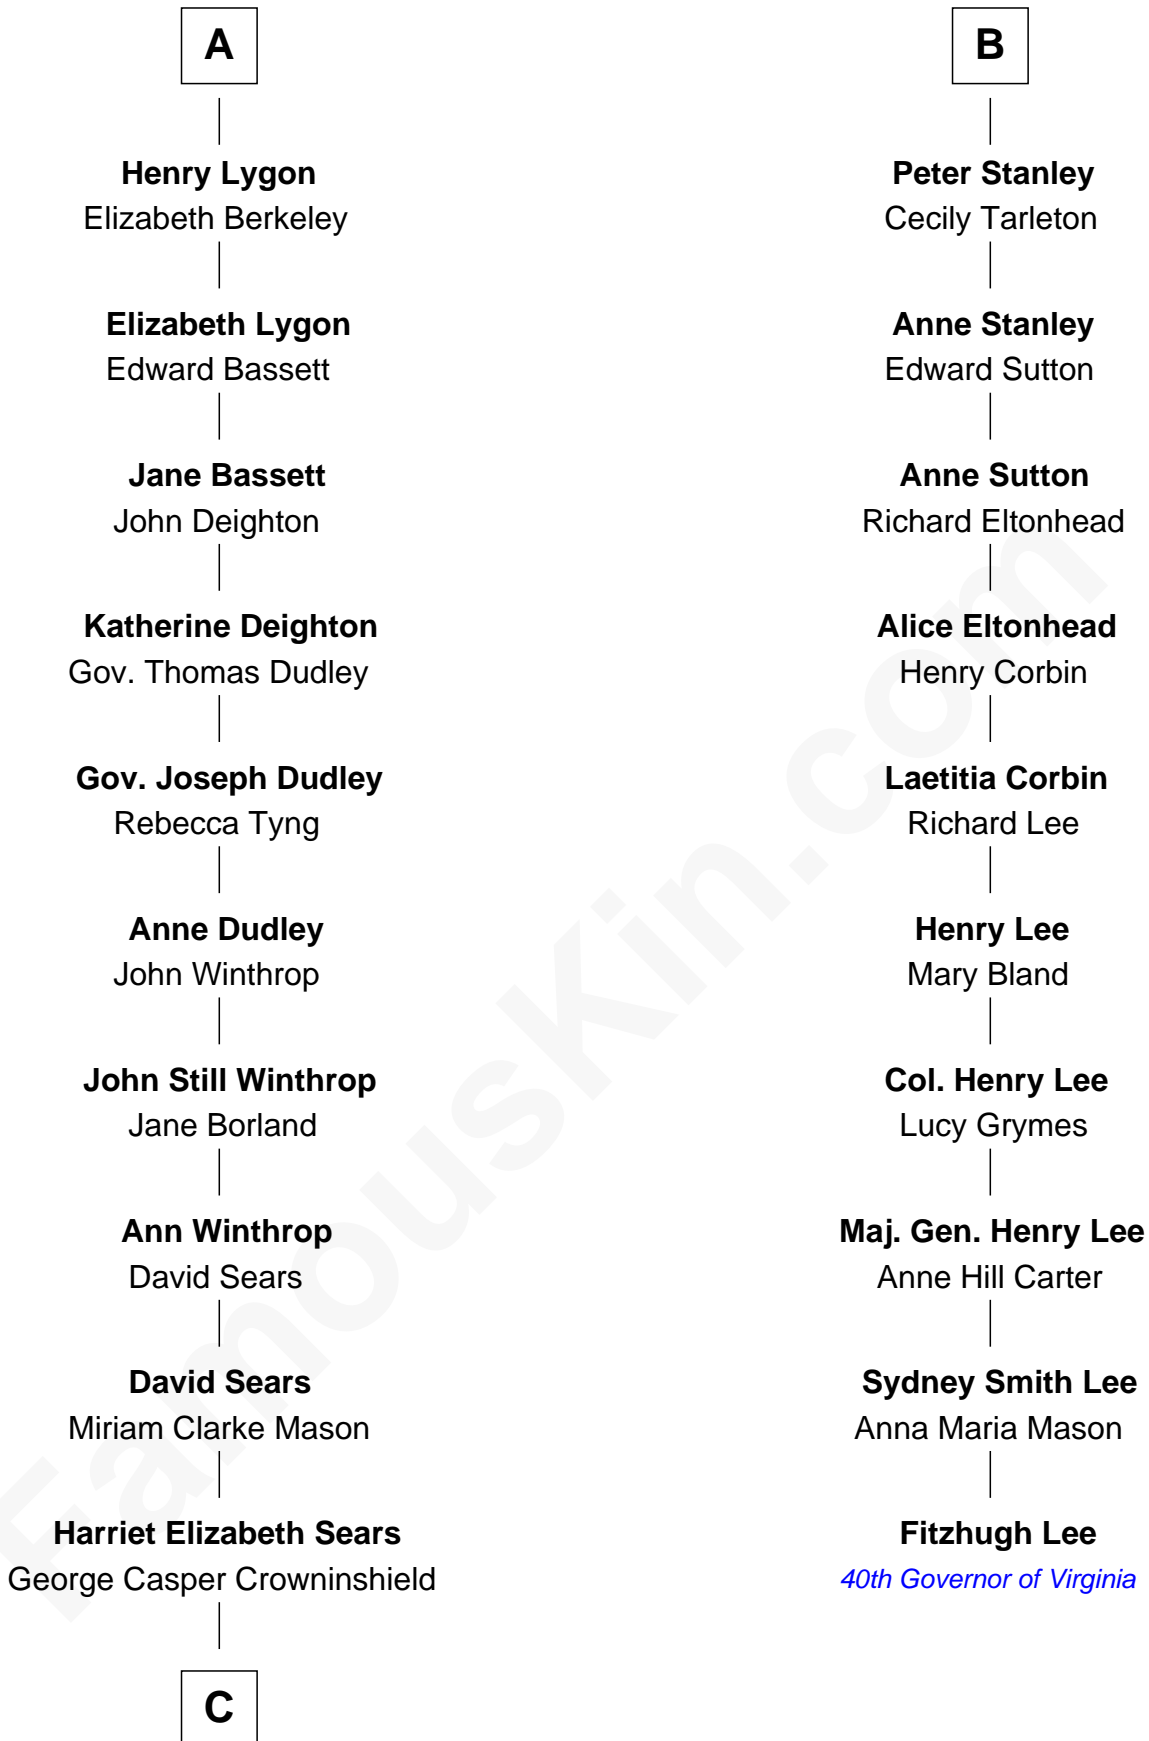 A
Henry Lygon
Elizabeth Berkeley
Elizabeth Lygon
Edward Bassett
Jane Bassett
John Deighton
Katherine Deighton
Gov. Thomas Dudley
Gov. Joseph Dudley
Rebecca Tyng
Anne Dudley
John Winthrop
John Still Winthrop
Jane Borland
Ann Winthrop
David Sears
David Sears
Miriam Clarke Mason
Harriet Elizabeth Sears
George Casper Crowninshield
C
B
Peter Stanley
Cecily Tarleton
Anne Stanley
Edward Sutton
Anne Sutton
Richard Eltonhead
Alice Eltonhead
Henry Corbin
Laetitia Corbin
Richard Lee
Henry Lee
Mary Bland
Col. Henry Lee
Lucy Grymes
Maj. Gen. Henry Lee
Anne Hill Carter
Sydney Smith Lee
Anna Maria Mason
Fitzhugh Lee
40th Governor of Virginia
FamousKin.com